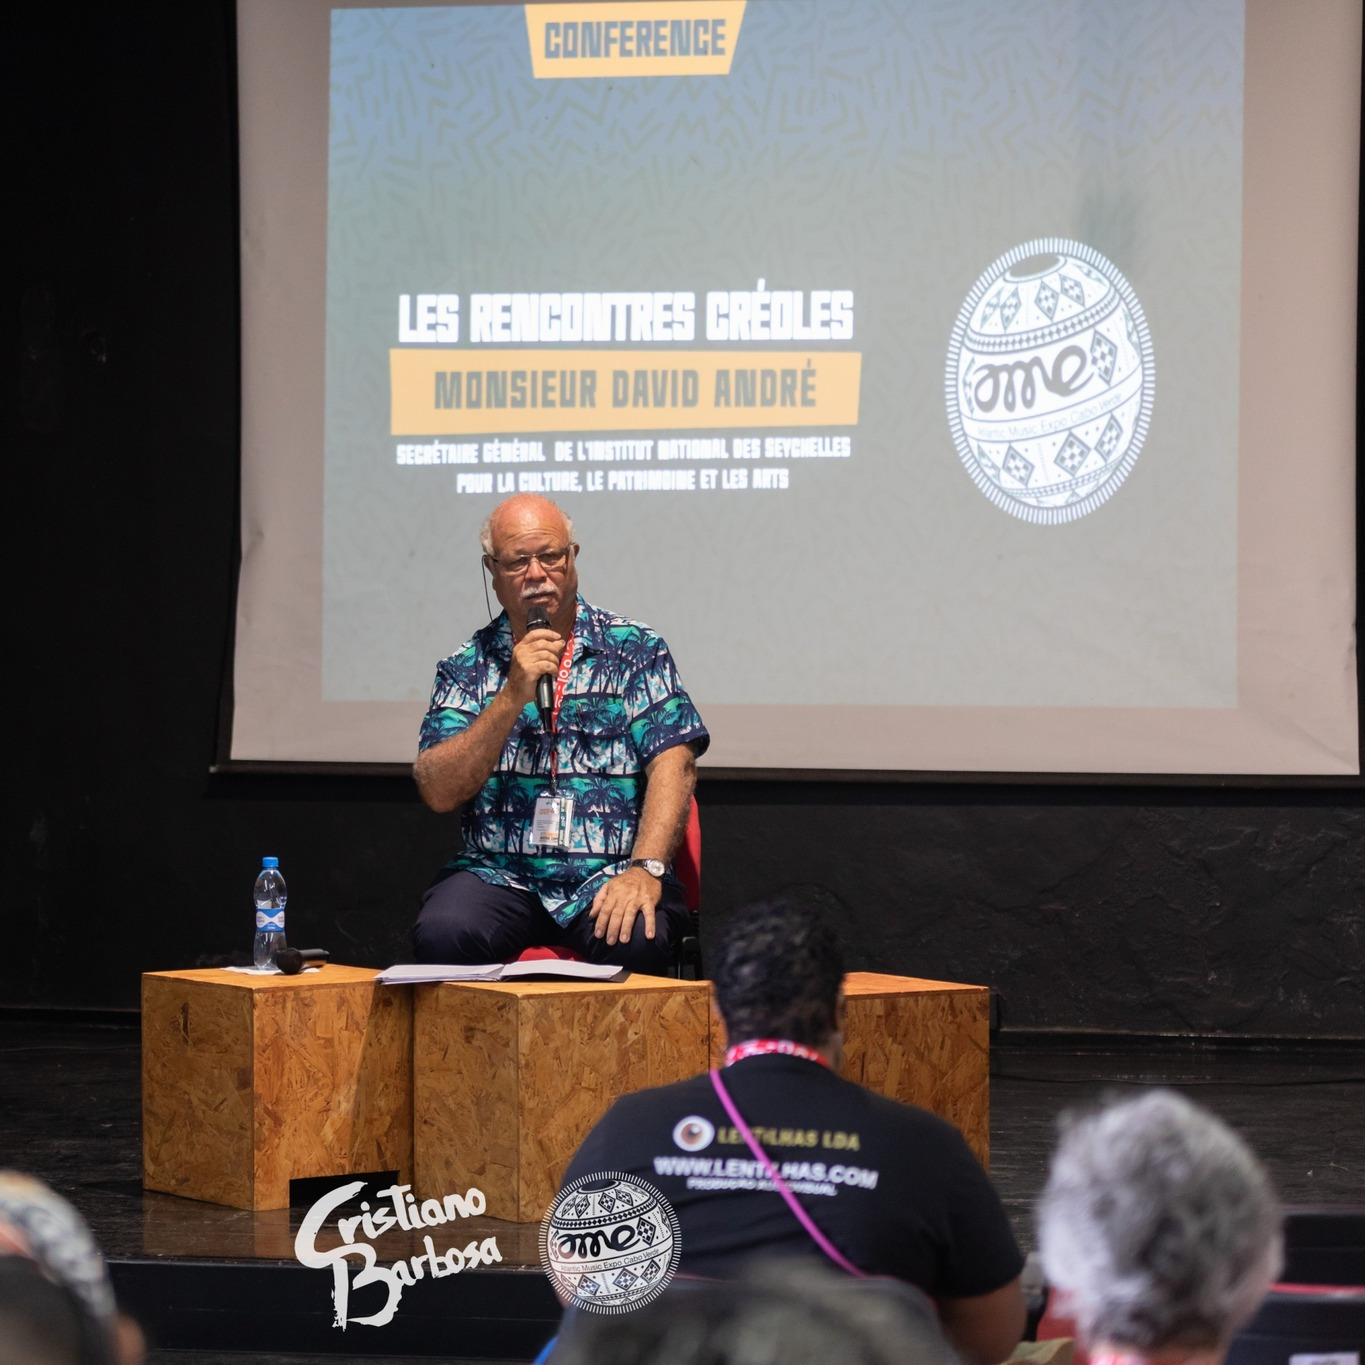 CONFERENCE
LES RENCONTRES CRÉOLES
MONSIEUR DAVID ANDRÉ
SECRÉTAIRE GÉNÉRAL DE L'INSTITUT NATIONAL DES SEYCHELLES
POUR LA CULTURE, LE PATRIMOINE ET LES ARTS
ame
Atlantic Music Expo Cabo Verde
LENTILHAS LDA
WWW.LENTILHAS.COM
PRODUÇÃO AUDIOVISUAL
Cristiano
Barbosa
ame
Atlantic Music Expo Cabo Verde